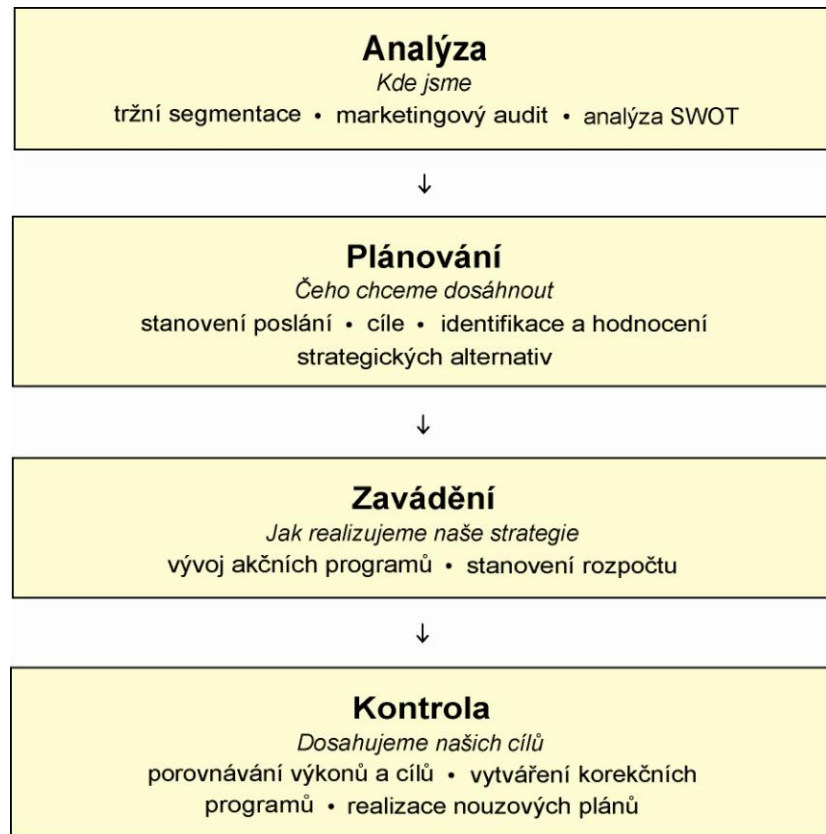 Analýza
Kde jsme
tržní segmentace • marketingový audit • analýza SWOT
↓
Plánování
Čeho chceme dosáhnout
stanovení poslání • cíle • identifikace a hodnocení
strategických alternativ
↓
Zavádění
Jak realizujeme naše strategie
vývoj akčních programů • stanovení rozpočtu
↓
Kontrola
Dosahujeme našich cílů
porovnávání výkonů a cílů • vytváření korekčních
programů • realizace nouzových plánů